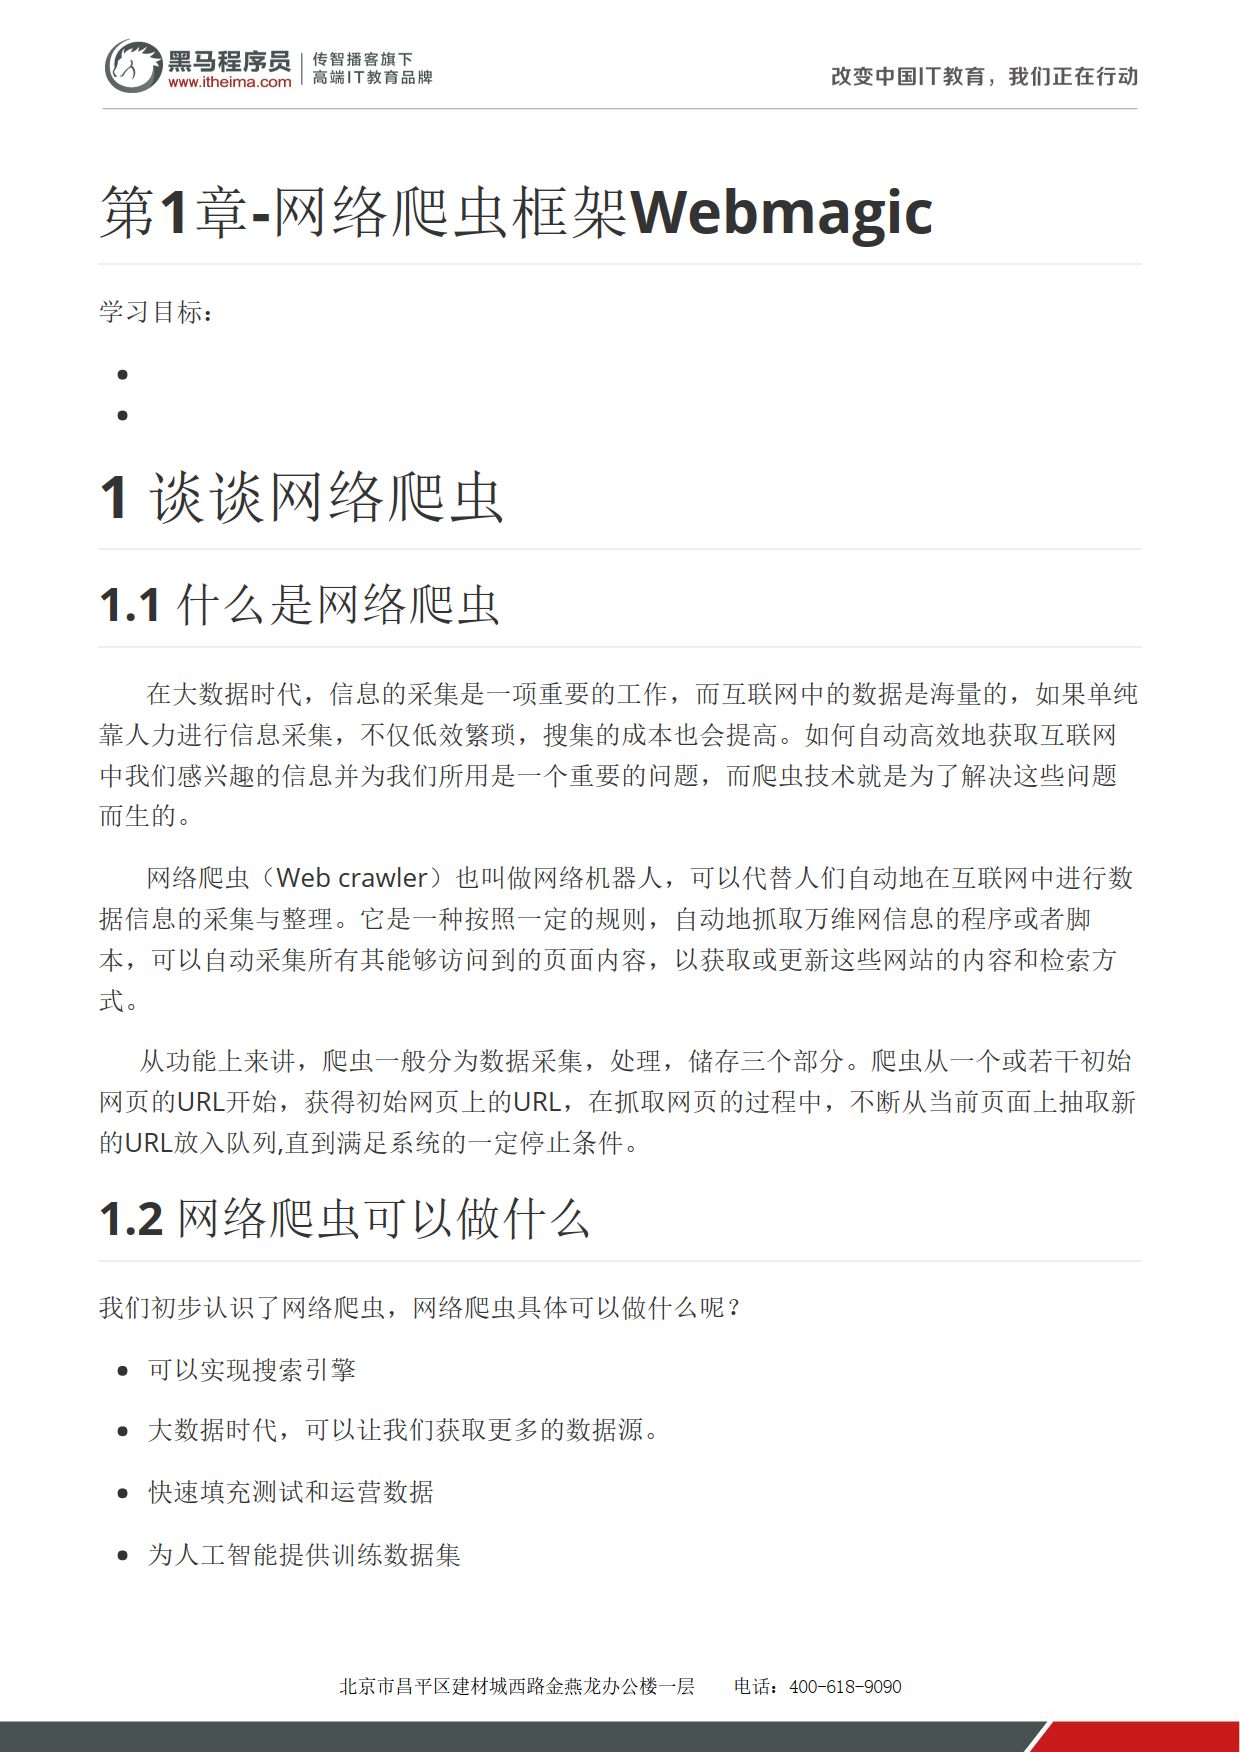 黑马程序员
www.itheima.com
传智播客旗下
高端IT教育品牌
改变中国IT教育，我们正在行动
第1章-网络爬虫框架Webmagic
学习目标：
1 谈谈网络爬虫
1.1 什么是网络爬虫
在大数据时代，信息的采集是一项重要的工作，而互联网中的数据是海量的，如果单纯
靠人力进行信息采集，不仅低效繁琐，搜集的成本也会提高。如何自动高效地获取互联网
中我们感兴趣的信息并为我们所用是一个重要的问题，而爬虫技术就是为了解决这些问题
而生的。
网络爬虫（Web crawler）也叫做网络机器人，可以代替人们自动地在互联网中进行数
据信息的采集与整理。它是一种按照一定的规则，自动地抓取万维网信息的程序或者脚
本，可以自动采集所有其能够访问到的页面内容，以获取或更新这些网站的内容和检索方
式。
从功能上来讲，爬虫一般分为数据采集，处理，储存三个部分。爬虫从一个或若干初始
网页的URL开始，获得初始网页上的URL，在抓取网页的过程中，不断从当前页面上抽取新
的URL放入队列,直到满足系统的一定停止条件。
1.2 网络爬虫可以做什么
我们初步认识了网络爬虫，网络爬虫具体可以做什么呢？
• 可以实现搜索引擎
• 大数据时代，可以让我们获取更多的数据源。
• 快速填充测试和运营数据
• 为人工智能提供训练数据集
北京市昌平区建材城西路金燕龙办公楼一层 电话：400-618-9090